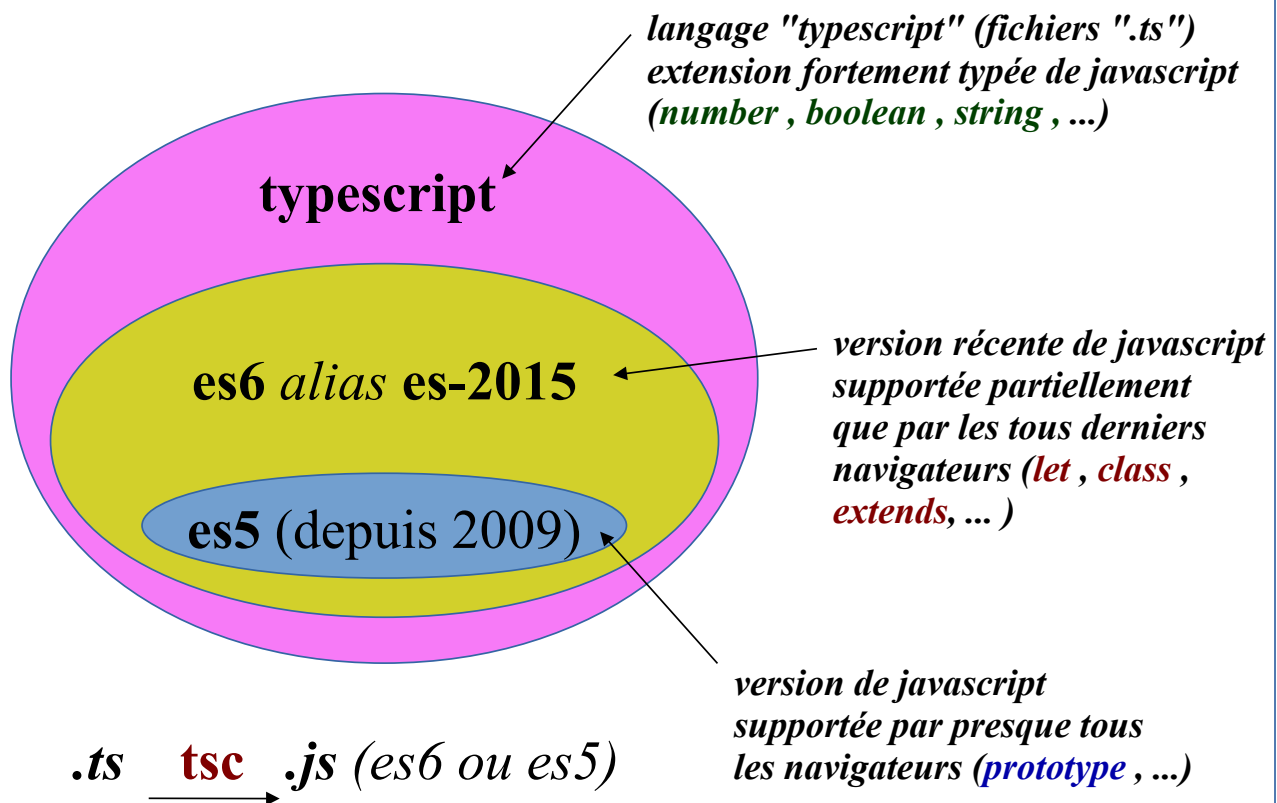 langage "typescript" (fichiers ".ts")
extension fortement typée de javascript
(number , boolean , string , ...)
typescript
version récente de javascript
supportée partiellement
que par les tous derniers
navigateurs (let , class ,
extends, ... )
es6 alias es-2015
es5 (depuis 2009)
version de javascript
supportée par presque tous
les navigateurs (prototype , ...)
.ts tsc .js (es6 ou es5)